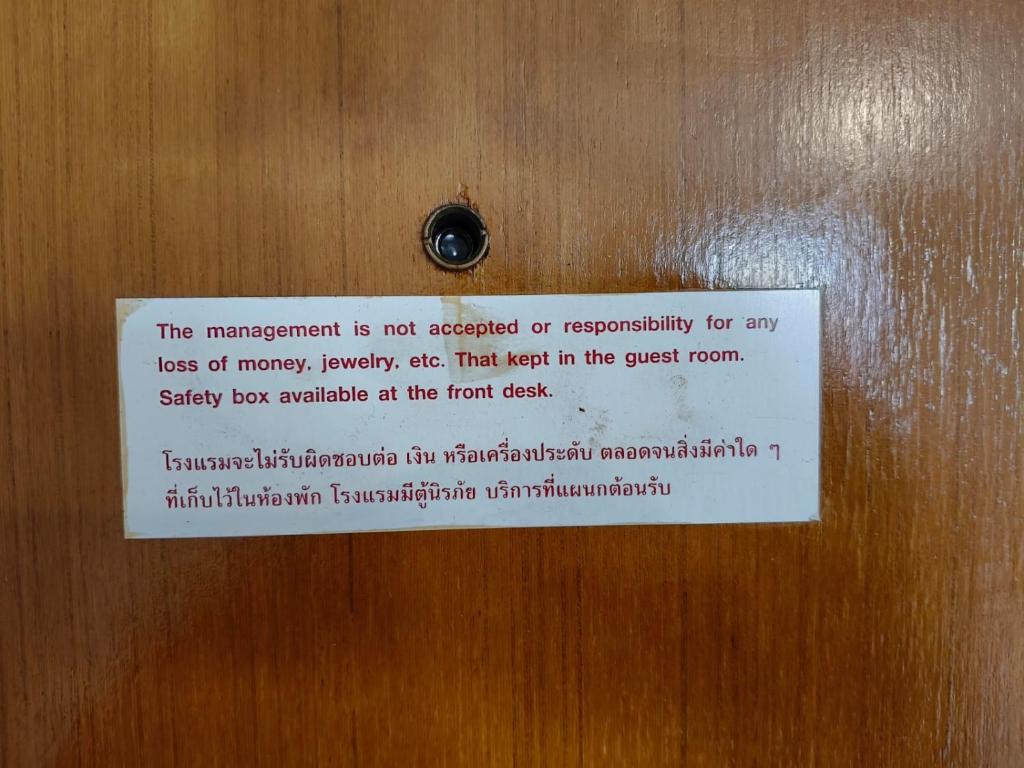 The management is not accepted or responsibility for any
loss of money, jewelry, etc. That kept in the guest room.
Safety box available at the front desk.
โรงแรมจะไม่รับผิดชอบต่อ เงิน หรือเครื่องประดับ ตลอดจนสิ่งมีค่าใด ๆ
ที่เก็บไว้ในห้องพัก โรงแรมมีตู้นิรภัย บริการที่แผนกต้อนรับ